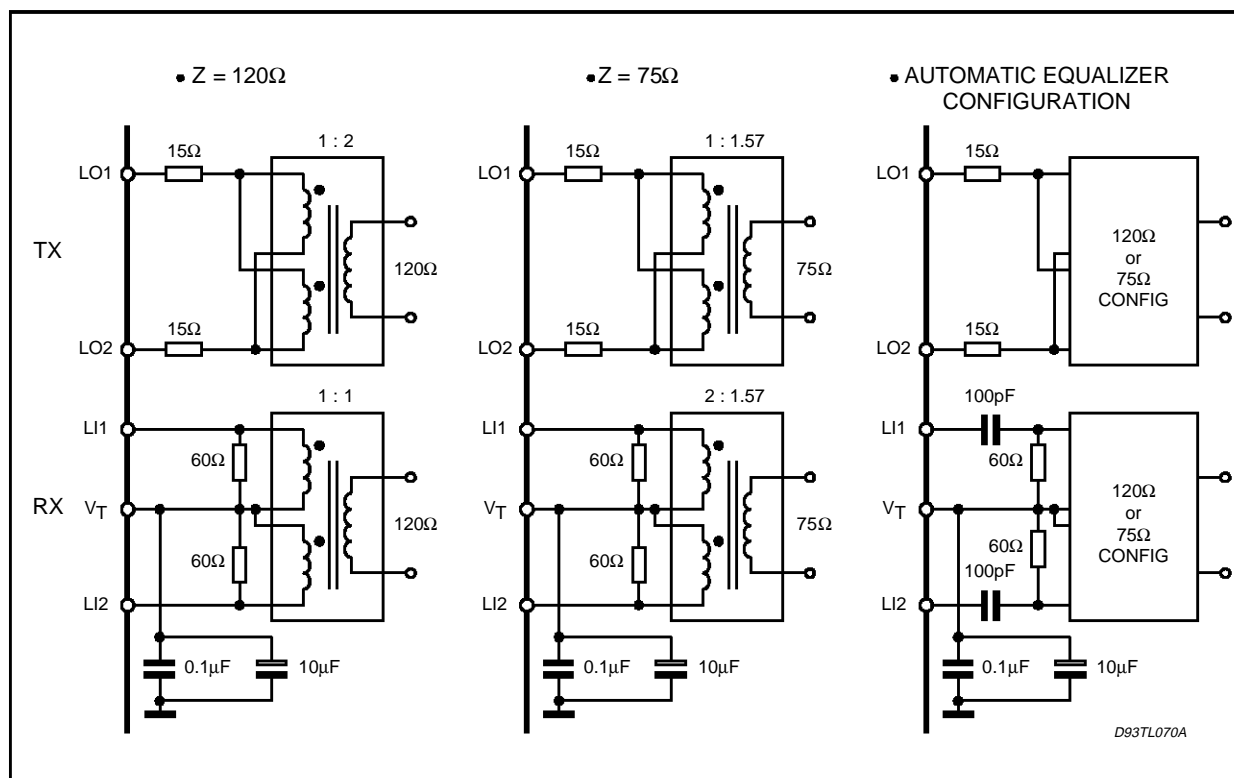 • Z = 120Ω
1 : 2
LO1
15Ω
TX
120Ω
15Ω
LO2
1 : 1
LI1
60Ω
RX
VT
120Ω
60Ω
LI2
0.1µF
10µF
• Z = 75Ω
1 : 1.57
LO1
15Ω
75Ω
15Ω
LO2
2 : 1.57
LI1
60Ω
VT
75Ω
60Ω
LI2
0.1µF
10µF
• AUTOMATIC EQUALIZER
CONFIGURATION
LO1
15Ω
120Ω
or
75Ω
CONFIG
15Ω
LO2
100pF
LI1
60Ω
VT
120Ω
or
75Ω
CONFIG
60Ω
100pF
LI2
0.1µF
10µF
D93TL070A